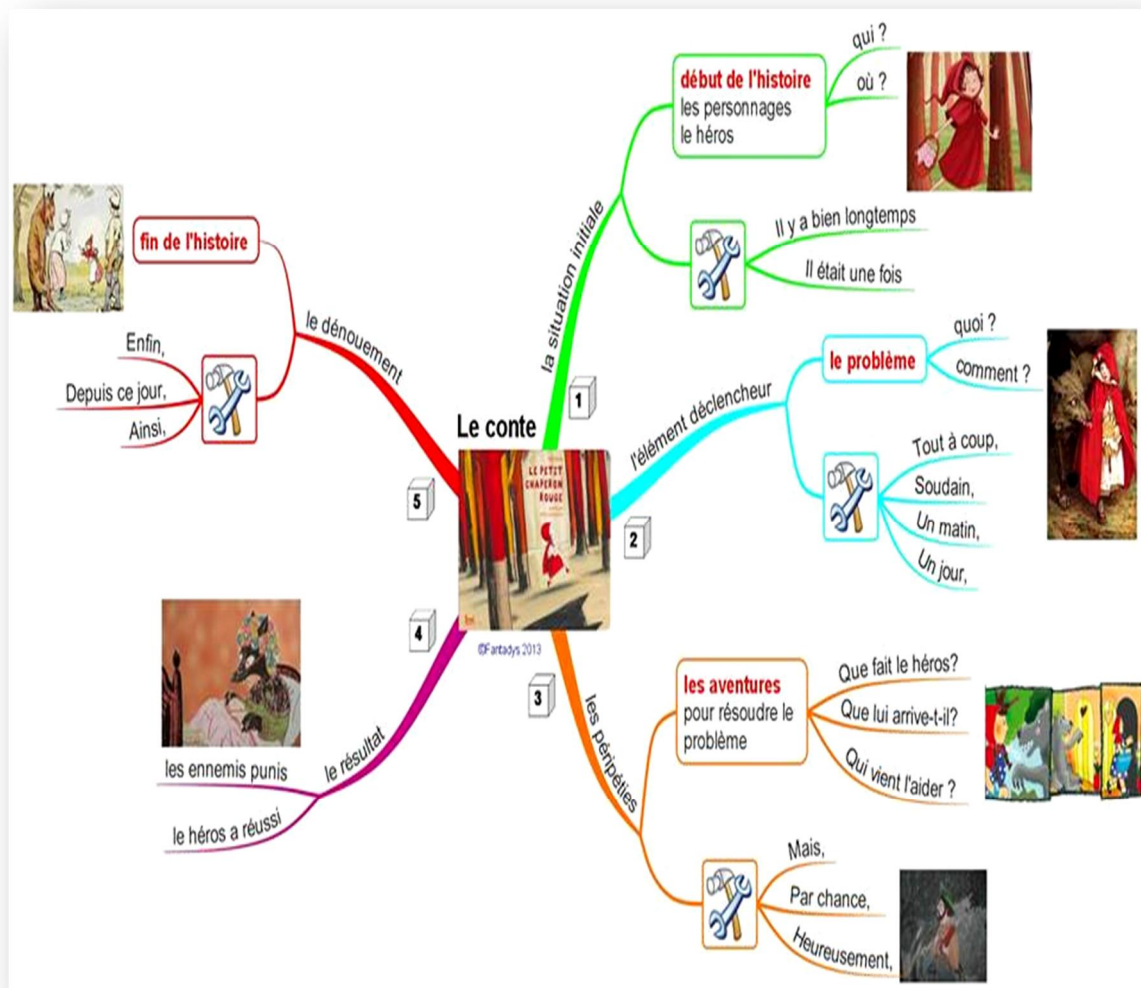 Le conte
LE PETIT
CHAPERON
ROUGE
©Fantadys 2013
1
la situation initiale
début de l'histoire
les personnages
le héros
qui ?
où ?
Il y a bien longtemps
Il était une fois
2
l'élément déclencheur
le problème
quoi ?
comment ?
Tout à coup,
Soudain,
Un matin,
Un jour,
3
les péripéties
les aventures
pour résoudre le
problème
Que fait le héros?
Que lui arrive-t-il?
Qui vient l'aider ?
Mais,
Par chance,
Heureusement,
4
le résultat
les ennemis punis
le héros a réussi
5
le dénouement
fin de l'histoire
Enfin,
Depuis ce jour,
Ainsi,